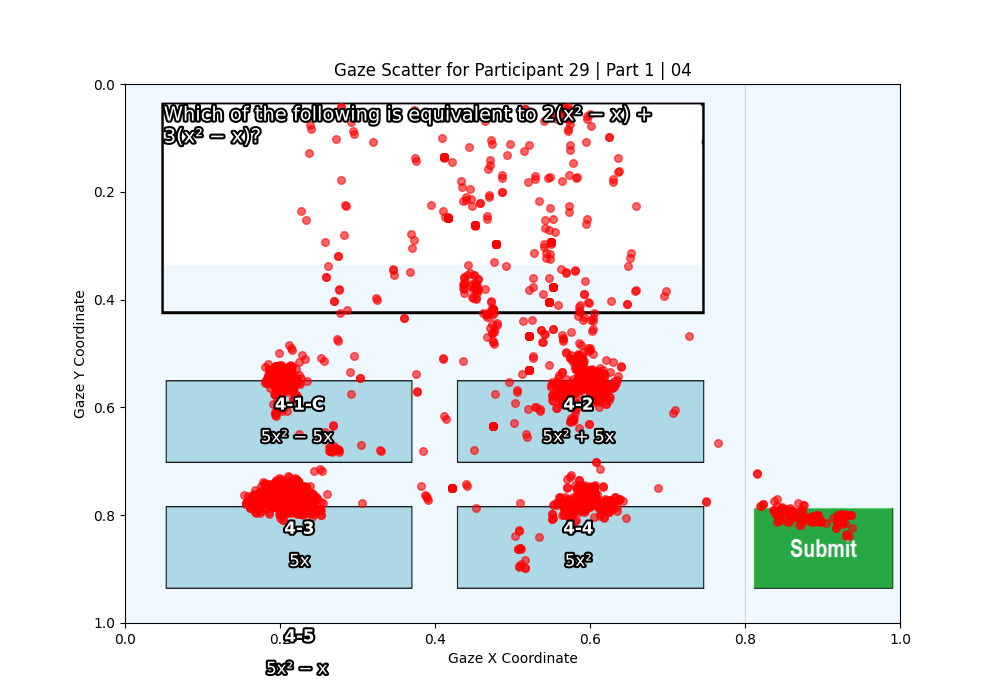 Gaze Scatter for Participant 29 | Part 1 | 04
Which of the following is equivalent to 2(x² − x) +
3(x² − x)?
4-1-C
5x² − 5x
4-2
5x² + 5x
4-3
5x
4-4
5x²
Submit
4-5
5x² − x
0.0
0.2
0.4
0.6
0.8
1.0
Gaze Y Coordinate
0.0
0.2
0.4
0.6
0.8
1.0
Gaze X Coordinate